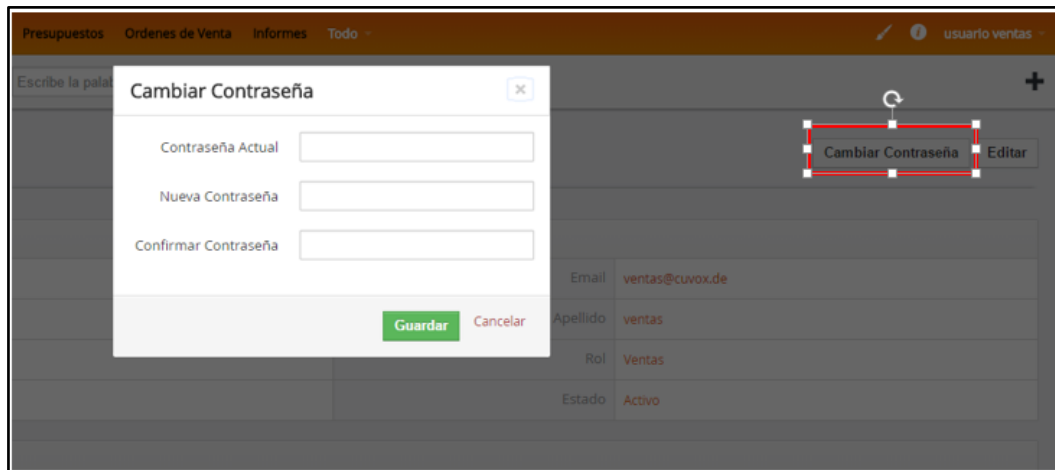 Presupuestos Ordenes de Venta Informes Todo usuario ventas
Escribe la palab
Cambiar Contraseña
Cambiar Contraseña Editar
Contraseña Actual
Nueva Contraseña
Confirmar Contraseña
Guardar Cancelar
Email ventas@cuvox.de
Apellido ventas
Rol Ventas
Estado Activo